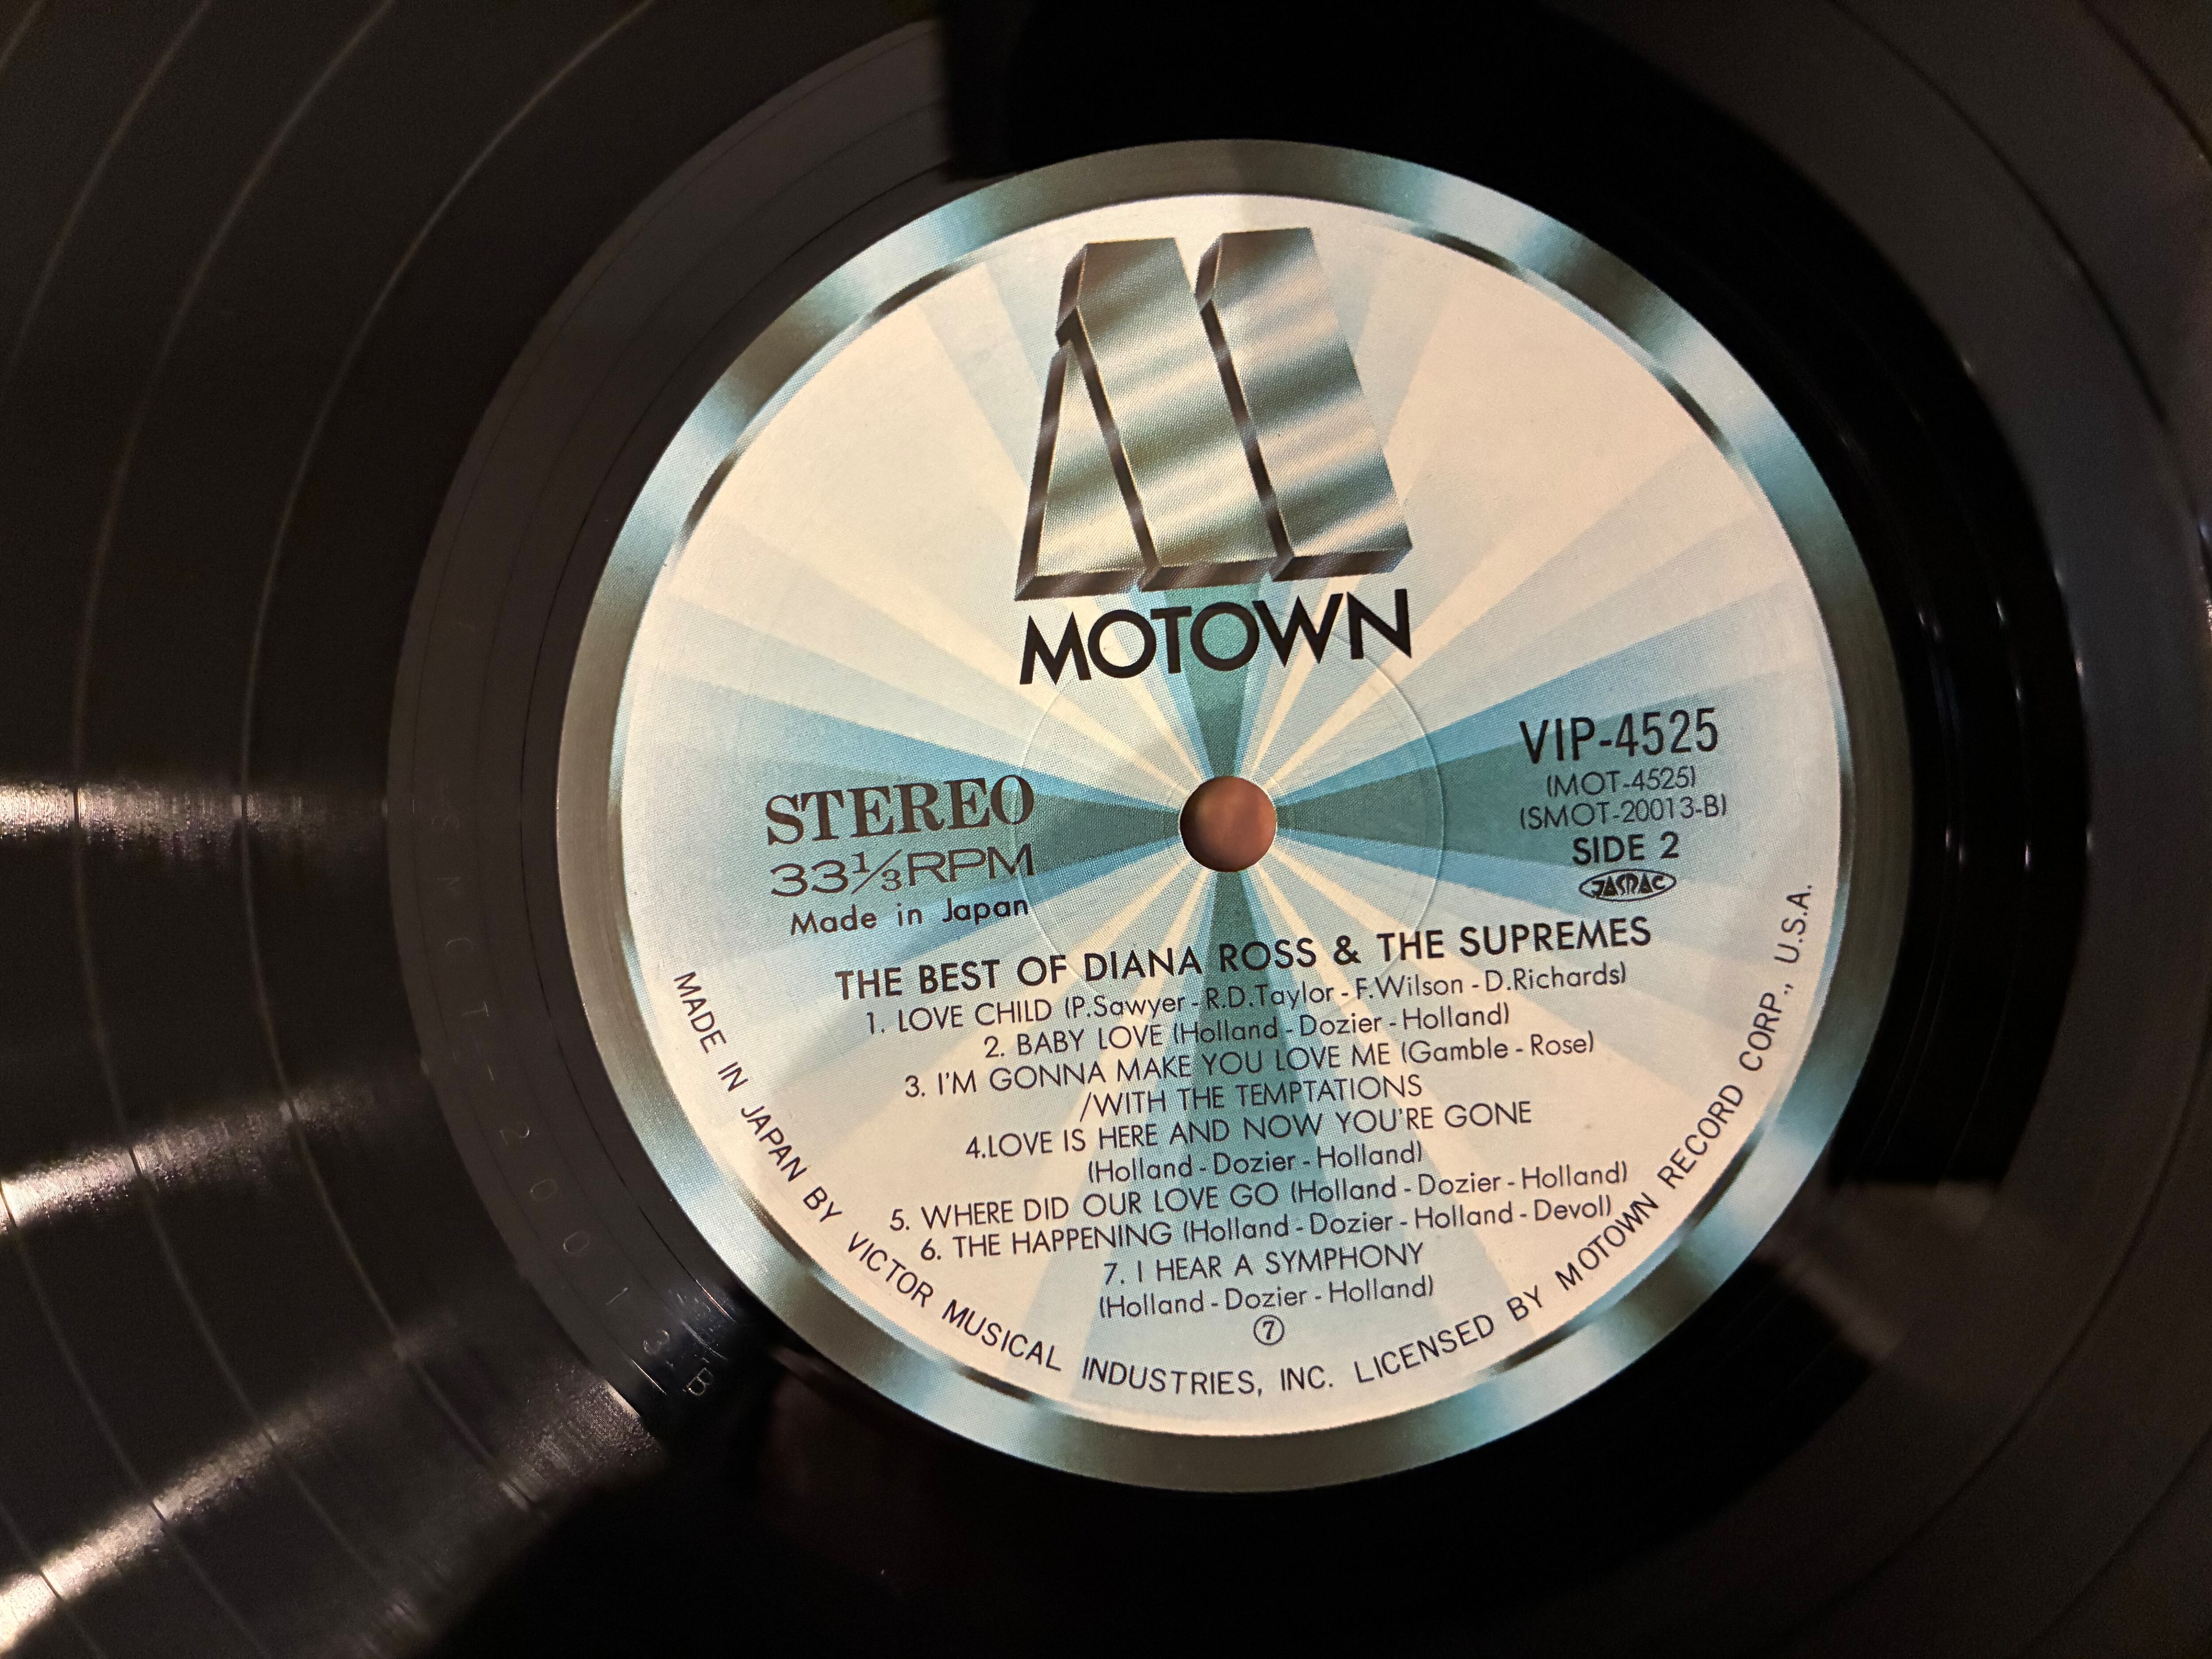 MOTOWN
VIP-4525
(MOT-4525)
(SMOT-20013-B)
SIDE 2
JASRAC
STEREO
33⅓RPM
Made in Japan
THE BEST OF DIANA ROSS & THE SUPREMES
1. LOVE CHILD (P.Sawyer-R.D.Taylor-F.Wilson-D.Richards)
2. BABY LOVE (Holland-Dozier-Holland)
3. I'M GONNA MAKE YOU LOVE ME (Gamble-Rose)
/WITH THE TEMPTATIONS
4.LOVE IS HERE AND NOW YOU'RE GONE
(Holland-Dozier-Holland)
5. WHERE DID OUR LOVE GO (Holland-Dozier-Holland)
6. THE HAPPENING (Holland-Dozier-Holland-Devol)
7. I HEAR A SYMPHONY
(Holland-Dozier-Holland)
⑦
MADE IN JAPAN BY VICTOR MUSICAL INDUSTRIES, INC. LICENSED BY MOTOWN RECORD CORP., U.S.A.